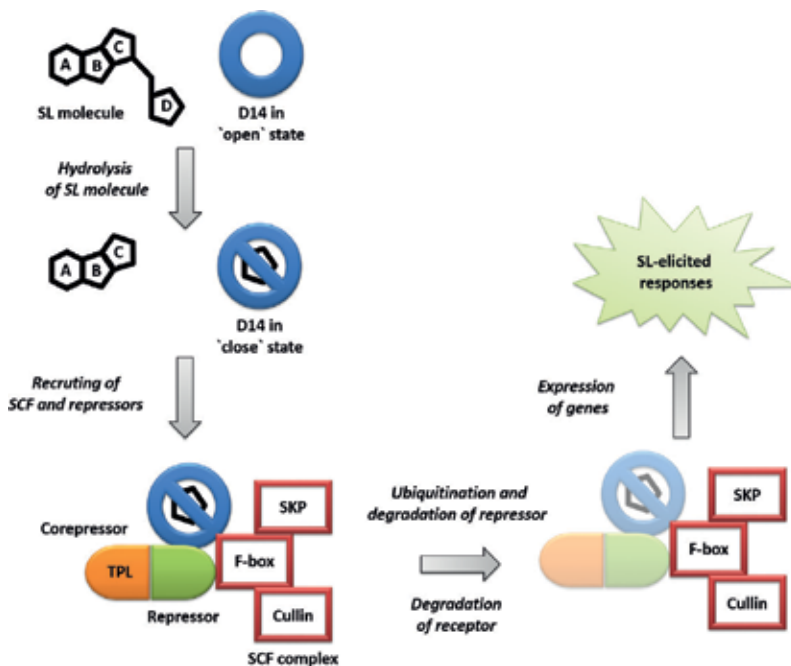 A
B
C
D
SL molecule
D14 in
`open` state
Hydrolysis
of SL molecule
A
B
C
D14 in
`close` state
Recruting of
SCF and repressors
Corepressor
TPL
Repressor
SKP
F-box
Cullin
SCF complex
Ubiquitination and
degradation of repressor
Degradation
of receptor
SKP
F-box
Cullin
Expression
of genes
SL-elicited
responses